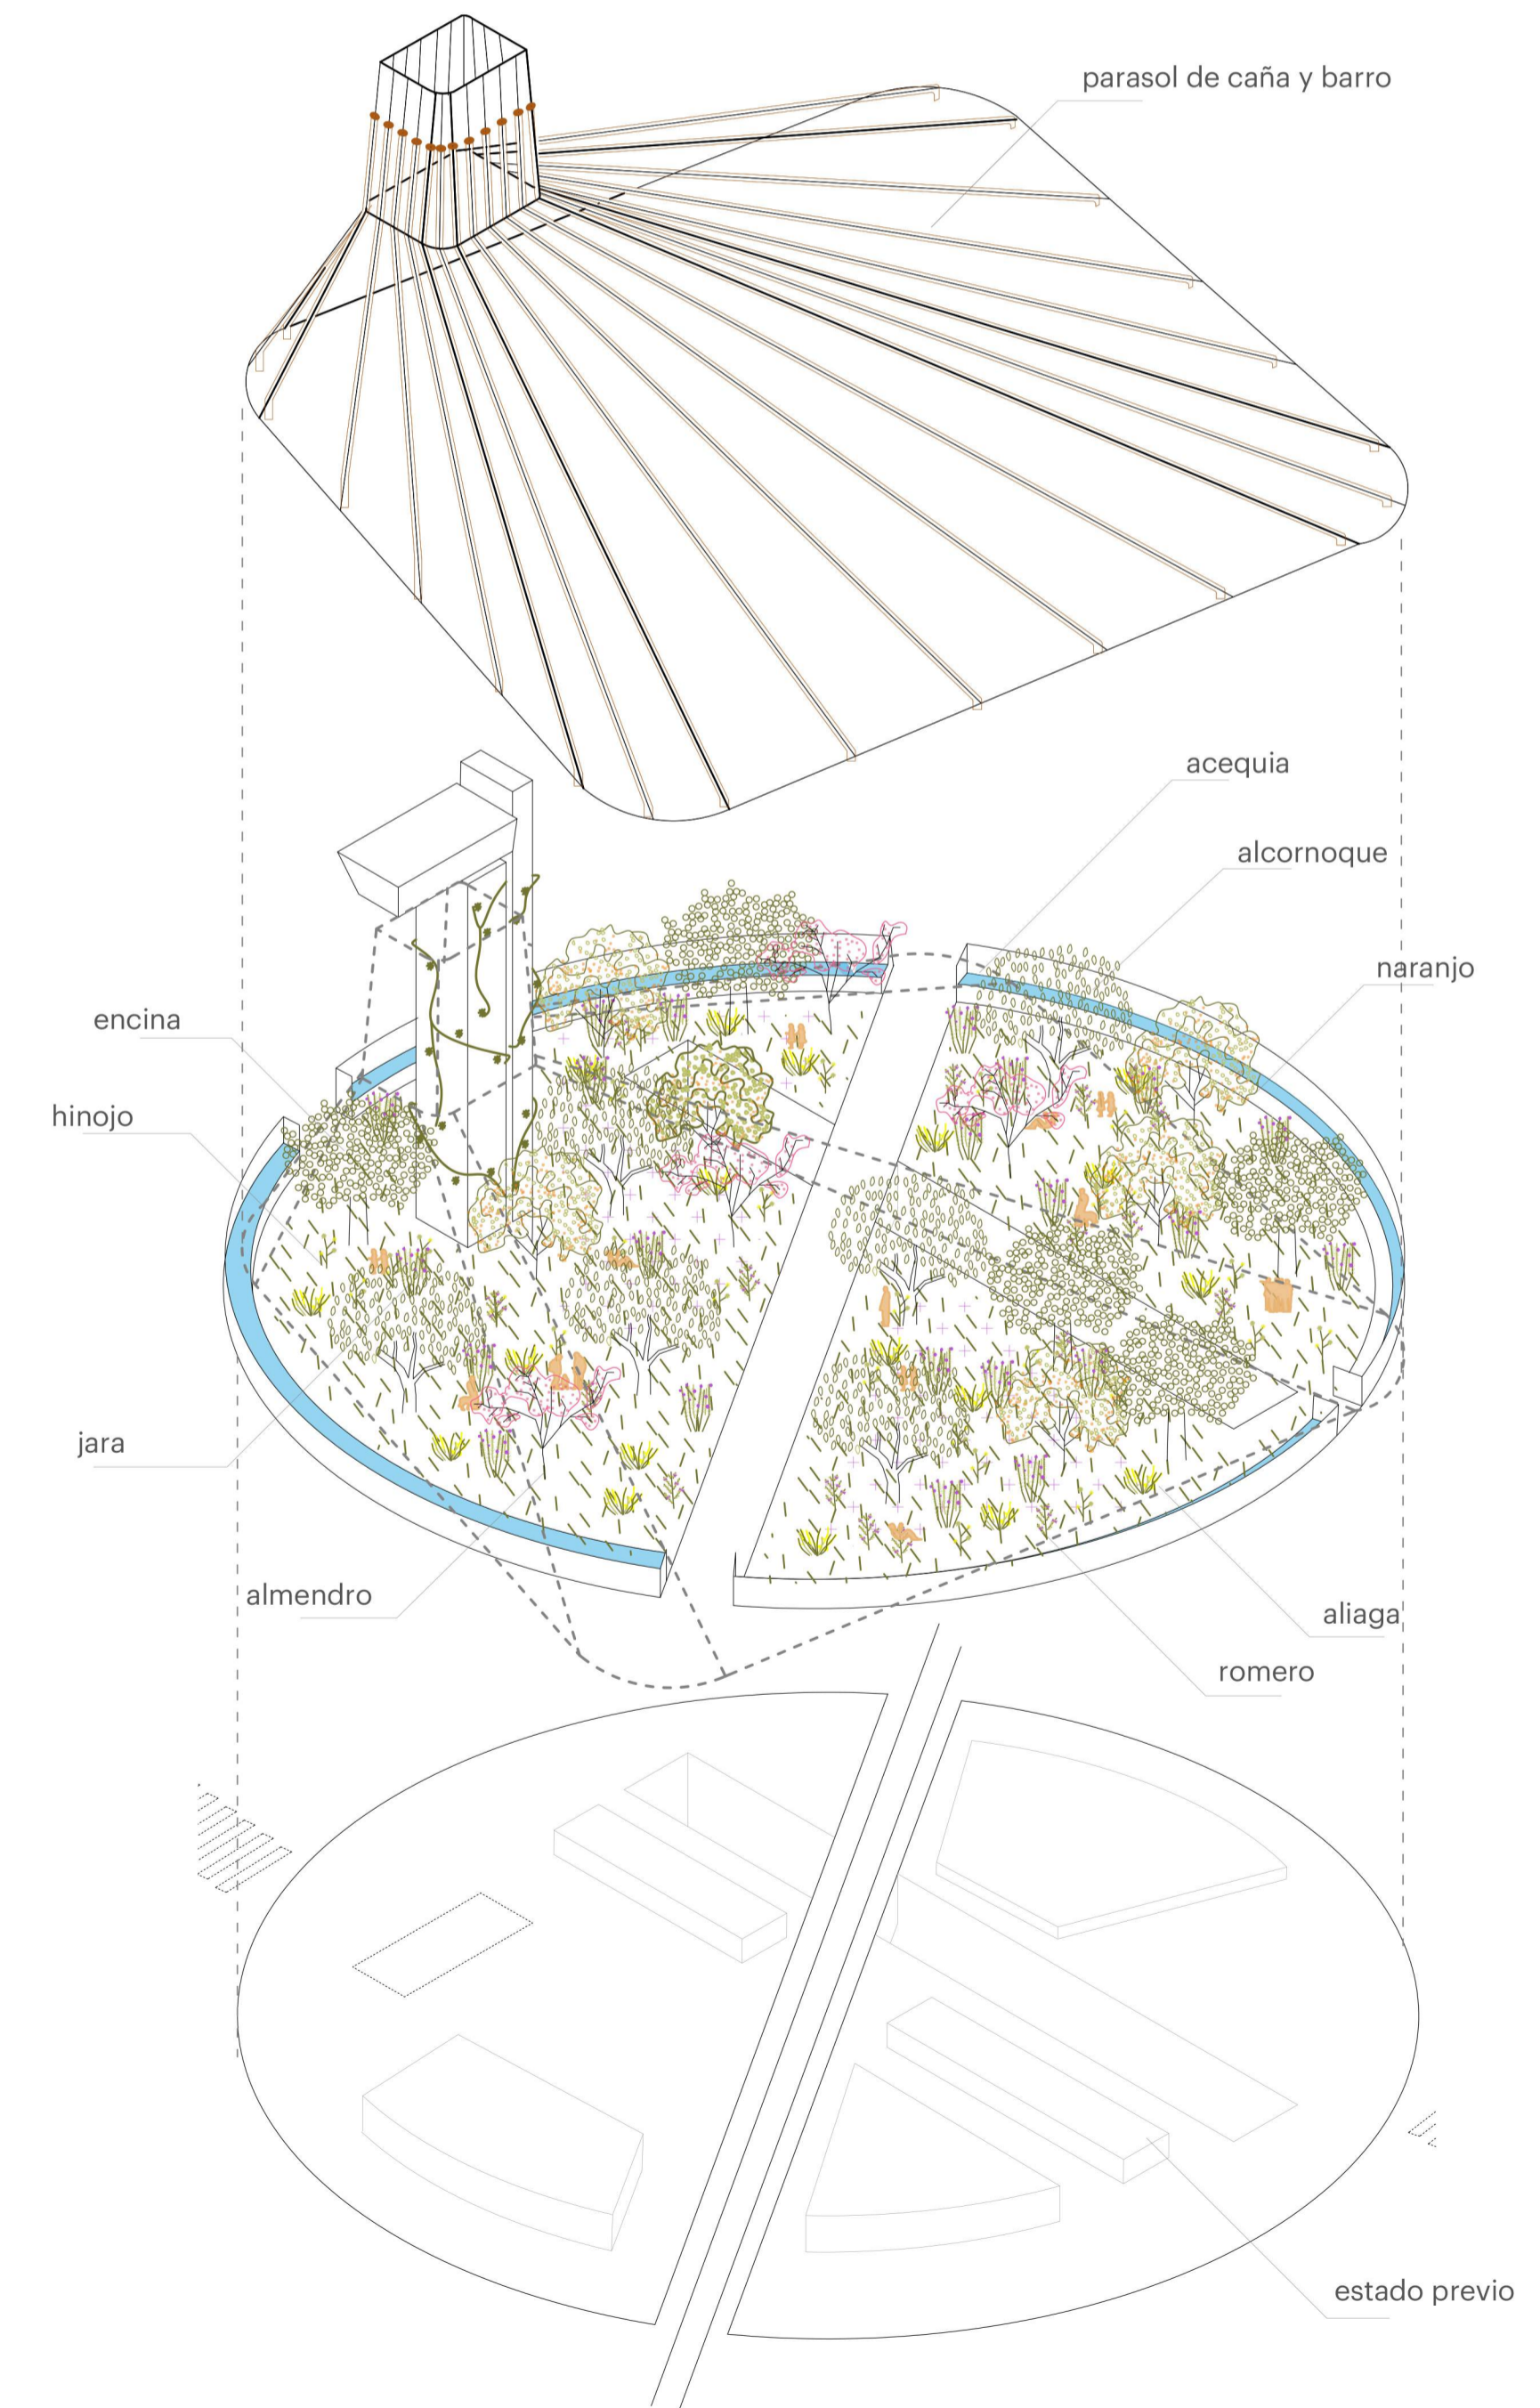 parasol de caña y barro
acequia
alcornoque
naranjo
encina
hinojo
jara
almendro
aliaga
romero
estado previo